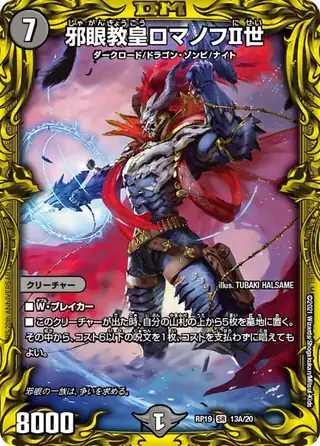 DM
じゃがんきょうこう にせい
7
邪眼教皇ロマノフII世
ダークロード/ドラゴン・ゾンビ/ナイト
illus. TUBAKI HALSAME
クリーチャー
■W・ブレイカー
■このクリーチャーが出た時、自分の山札の上から5枚を墓地に置く。
その中から、コスト6以下の呪文を1枚、コストを支払わずに唱えても
よい。
邪眼の一族は、争いを求める。
8000
RP19 SR 13A/20
©2021 Wizards/Shogakukan/Mitsui-Kids